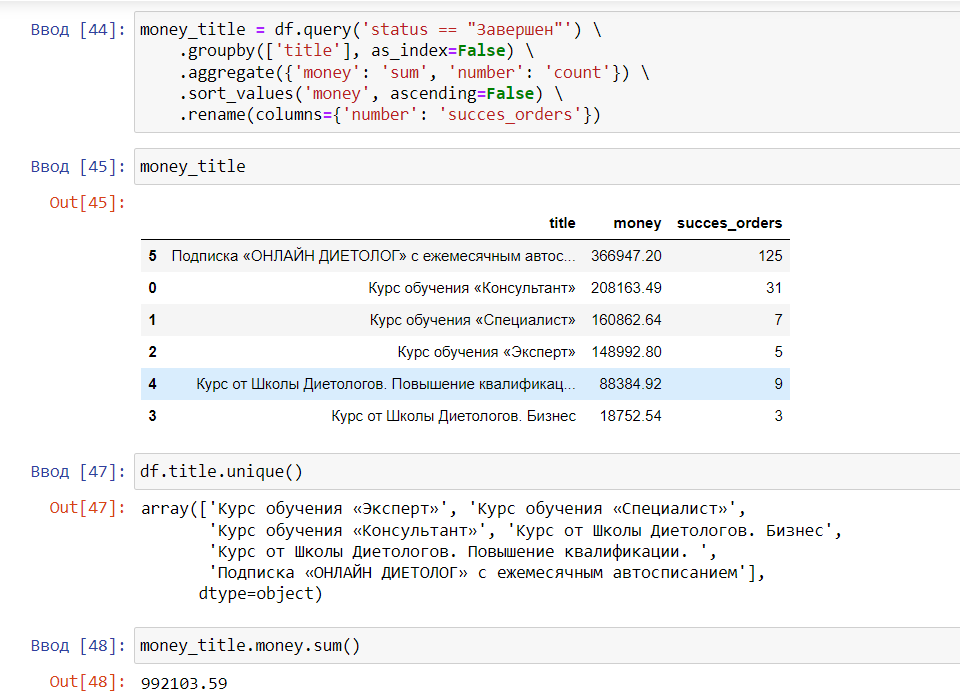 Ввод [44]: money_title = df.query('status == "Завершен"') \
.groupby(['title'], as_index=False) \
.aggregate({'money': 'sum', 'number': 'count'}) \
.sort_values('money', ascending=False) \
.rename(columns={'number': 'succes_orders'})
Ввод [45]: money_title
Out[45]:
title money succes_orders
5 Подписка «ОНЛАЙН ДИЕТОЛОГ» с ежемесячным автос... 366947.20 125
0 Курс обучения «Консультант» 208163.49 31
1 Курс обучения «Специалист» 160862.64 7
2 Курс обучения «Эксперт» 148992.80 5
4 Курс от Школы Диетологов. Повышение квалификац... 88384.92 9
3 Курс от Школы Диетологов. Бизнес 18752.54 3
Ввод [47]: df.title.unique()
Out[47]: array(['Курс обучения «Эксперт»', 'Курс обучения «Специалист»',
'Курс обучения «Консультант»', 'Курс от Школы Диетологов. Бизнес',
'Курс от Школы Диетологов. Повышение квалификации. ',
'Подписка «ОНЛАЙН ДИЕТОЛОГ» с ежемесячным автосписанием'],
dtype=object)
Ввод [48]: money_title.money.sum()
Out[48]: 992103.59